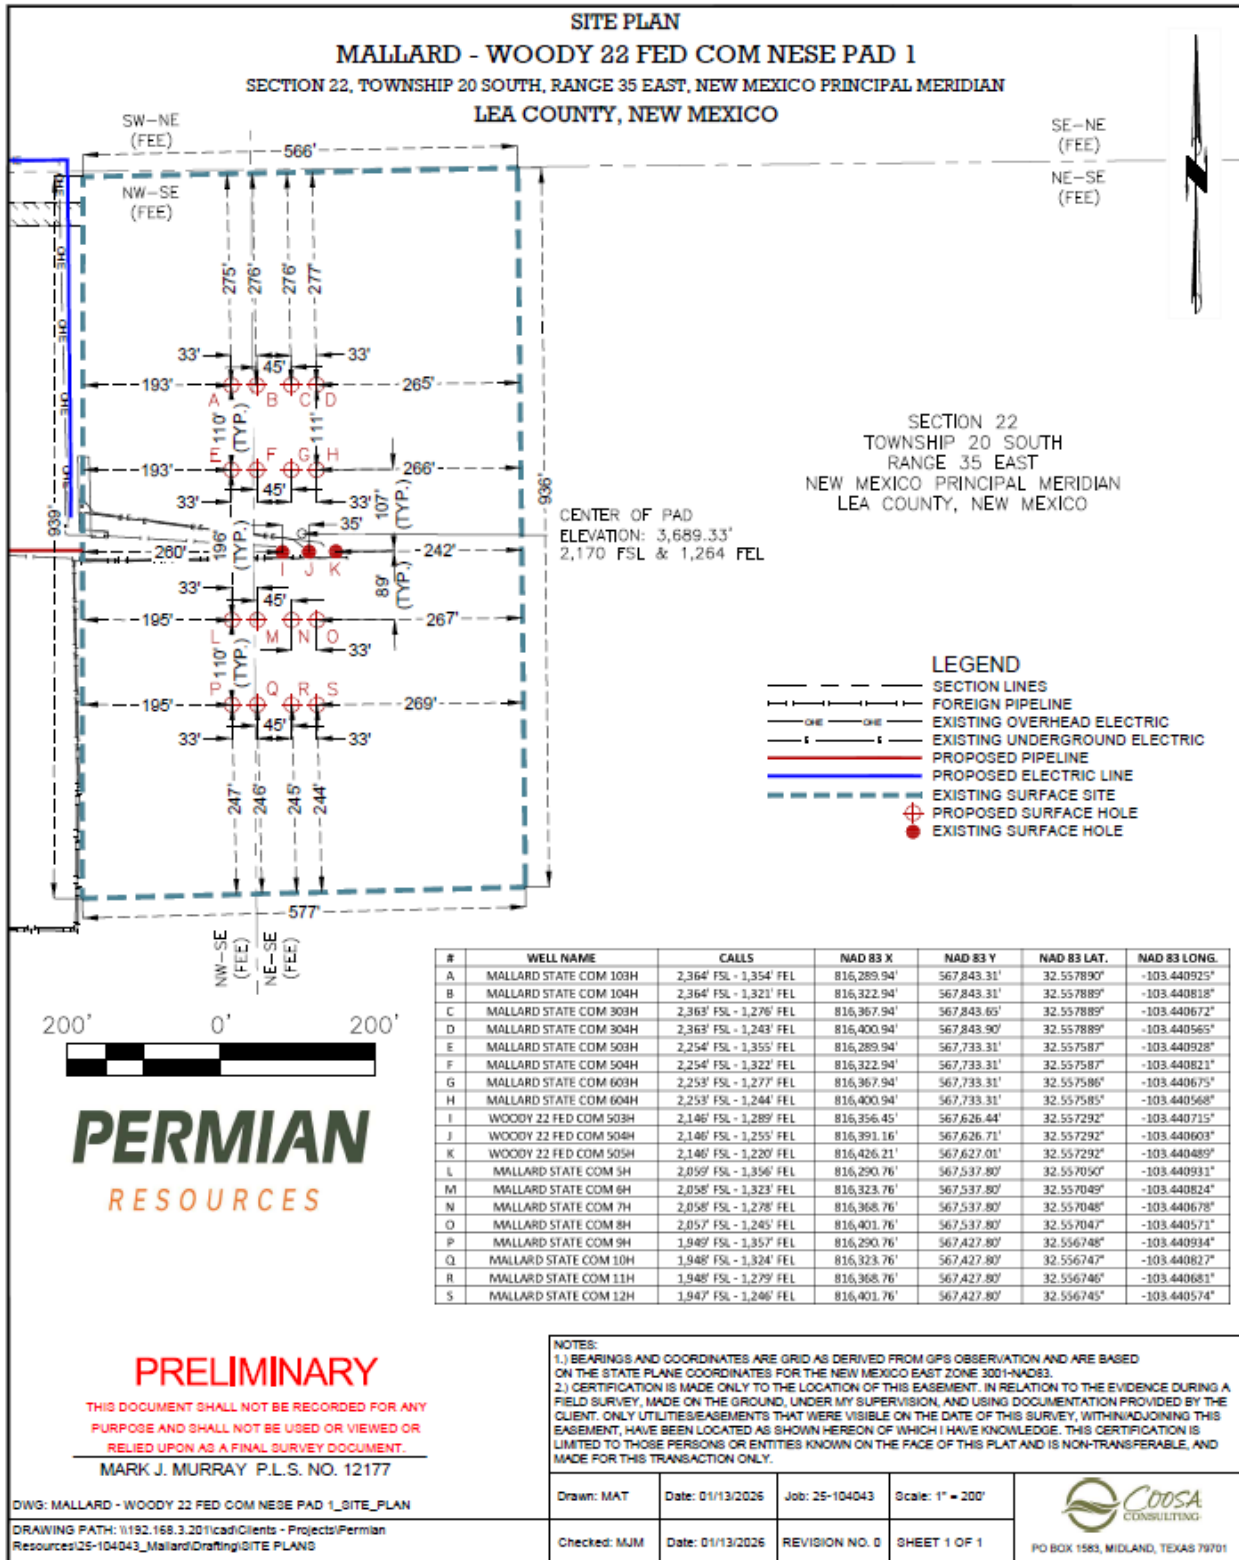 SITE PLAN
MALLARD - WOODY 22 FED COM NESE PAD 1
SECTION 22, TOWNSHIP 20 SOUTH, RANGE 35 EAST, NEW MEXICO PRINCIPAL MERIDIAN
LEA COUNTY, NEW MEXICO
SW-NE
(FEE)
566'
SE-NE
(FEE)
NW-SE
(FEE)
NE-SE
(FEE)
N
OHE
OHE
OHE
OHE
OHE
275'
276'
276'
277'
33'
45'
33'
193'
265'
A
B
C
D
110'
(TYP.)
111'
E
F
G
H
193'
266'
33'
45'
33'
107'
(TYP.)
939'
936'
35'
196'
(TYP.)
260'
242'
I
J
K
CENTER OF PAD
ELEVATION: 3,689.33'
2,170 FSL & 1,264 FEL
SECTION 22
TOWNSHIP 20 SOUTH
RANGE 35 EAST
NEW MEXICO PRINCIPAL MERIDIAN
LEA COUNTY, NEW MEXICO
89'
(TYP.)
33'
45'
195'
267'
L
M
N
O
33'
110'
(TYP.)
P
Q
R
S
195'
269'
33'
45'
33'
247'
246'
245'
244'
577'
NW-SE
(FEE)
NE-SE
(FEE)
LEGEND
SECTION LINES
FOREIGN PIPELINE
OHE OHE EXISTING OVERHEAD ELECTRIC
E E EXISTING UNDERGROUND ELECTRIC
PROPOSED PIPELINE
PROPOSED ELECTRIC LINE
EXISTING SURFACE SITE
PROPOSED SURFACE HOLE
EXISTING SURFACE HOLE
200' 0' 200'
PERMIAN
RESOURCES
# WELL NAME CALLS NAD 83 X NAD 83 Y NAD 83 LAT. NAD 83 LONG.
A MALLARD STATE COM 103H 2,364' FSL - 1,354' FEL 816,289.94' 567,843.31' 32.557890° -103.440925°
B MALLARD STATE COM 104H 2,364' FSL - 1,321' FEL 816,322.94' 567,843.31' 32.557889° -103.440818°
C MALLARD STATE COM 303H 2,363' FSL - 1,276' FEL 816,367.94' 567,843.65' 32.557889° -103.440672°
D MALLARD STATE COM 304H 2,363' FSL - 1,243' FEL 816,400.94' 567,843.90' 32.557889° -103.440565°
E MALLARD STATE COM 503H 2,254' FSL - 1,355' FEL 816,289.94' 567,733.31' 32.557587° -103.440928°
F MALLARD STATE COM 504H 2,254' FSL - 1,322' FEL 816,322.94' 567,733.31' 32.557587° -103.440821°
G MALLARD STATE COM 603H 2,253' FSL - 1,277' FEL 816,367.94' 567,733.31' 32.557586° -103.440675°
H MALLARD STATE COM 604H 2,253' FSL - 1,244' FEL 816,400.94' 567,733.31' 32.557585° -103.440568°
I WOODY 22 FED COM 503H 2,146' FSL - 1,289' FEL 816,356.45' 567,626.44' 32.557292° -103.440715°
J WOODY 22 FED COM 504H 2,146' FSL - 1,255' FEL 816,391.16' 567,626.71' 32.557292° -103.440603°
K WOODY 22 FED COM 505H 2,146' FSL - 1,220' FEL 816,426.21' 567,627.01' 32.557292° -103.440489°
L MALLARD STATE COM 5H 2,059' FSL - 1,356' FEL 816,290.76' 567,537.80' 32.557050° -103.440931°
M MALLARD STATE COM 6H 2,058' FSL - 1,323' FEL 816,323.76' 567,537.80' 32.557049° -103.440824°
N MALLARD STATE COM 7H 2,058' FSL - 1,278' FEL 816,368.76' 567,537.80' 32.557048° -103.440678°
O MALLARD STATE COM 8H 2,057' FSL - 1,245' FEL 816,401.76' 567,537.80' 32.557047° -103.440571°
P MALLARD STATE COM 9H 1,949' FSL - 1,357' FEL 816,290.76' 567,427.80' 32.556748° -103.440934°
Q MALLARD STATE COM 10H 1,948' FSL - 1,324' FEL 816,323.76' 567,427.80' 32.556747° -103.440827°
R MALLARD STATE COM 11H 1,948' FSL - 1,279' FEL 816,368.76' 567,427.80' 32.556746° -103.440681°
S MALLARD STATE COM 12H 1,947' FSL - 1,246' FEL 816,401.76' 567,427.80' 32.556745° -103.440574°
PRELIMINARY
THIS DOCUMENT SHALL NOT BE RECORDED FOR ANY
PURPOSE AND SHALL NOT BE USED OR VIEWED OR
RELIED UPON AS A FINAL SURVEY DOCUMENT.
MARK J. MURRAY P.L.S. NO. 12177
DWG: MALLARD - WOODY 22 FED COM NESE PAD 1_SITE_PLAN
DRAWING PATH: \\192.168.3.201\cad\Clients - Projects\Permian
Resources\25-104043_Mallard\Drafting\SITE PLANS
NOTES:
1.) BEARINGS AND COORDINATES ARE GRID AS DERIVED FROM GPS OBSERVATION AND ARE BASED
ON THE STATE PLANE COORDINATES FOR THE NEW MEXICO EAST ZONE 3001-NAD83.
2.) CERTIFICATION IS MADE ONLY TO THE LOCATION OF THIS EASEMENT. IN RELATION TO THE EVIDENCE DURING A
FIELD SURVEY, MADE ON THE GROUND, UNDER MY SUPERVISION, AND USING DOCUMENTATION PROVIDED BY THE
CLIENT. ONLY UTILITIES/EASEMENTS THAT WERE VISIBLE ON THE DATE OF THIS SURVEY, WITHIN/ADJOINING THIS
EASEMENT, HAVE BEEN LOCATED AS SHOWN HEREON OF WHICH I HAVE KNOWLEDGE. THIS CERTIFICATION IS
LIMITED TO THOSE PERSONS OR ENTITIES KNOWN ON THE FACE OF THIS PLAT AND IS NON-TRANSFERABLE, AND
MADE FOR THIS TRANSACTION ONLY.
Drawn: MAT Date: 01/13/2026 Job: 25-104043 Scale: 1" = 200'
Checked: MJM Date: 01/13/2026 REVISION NO. 0 SHEET 1 OF 1
COOSA
CONSULTING
PO BOX 1583, MIDLAND, TEXAS 79701